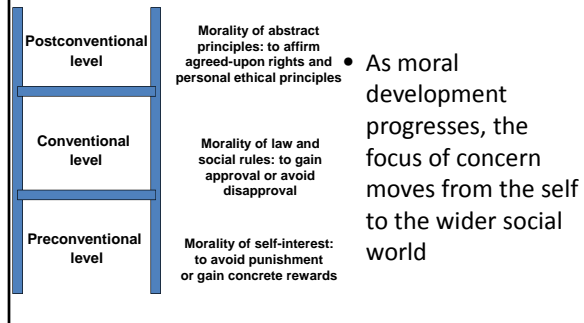 Postconventional
level
Morality of abstract
principles: to affirm
agreed-upon rights and
personal ethical principles
Conventional
level
Morality of law and
social rules: to gain
approval or avoid
disapproval
Preconventional
level
Morality of self-interest:
to avoid punishment
or gain concrete rewards
• As moral
development
progresses, the
focus of concern
moves from the self
to the wider social
world